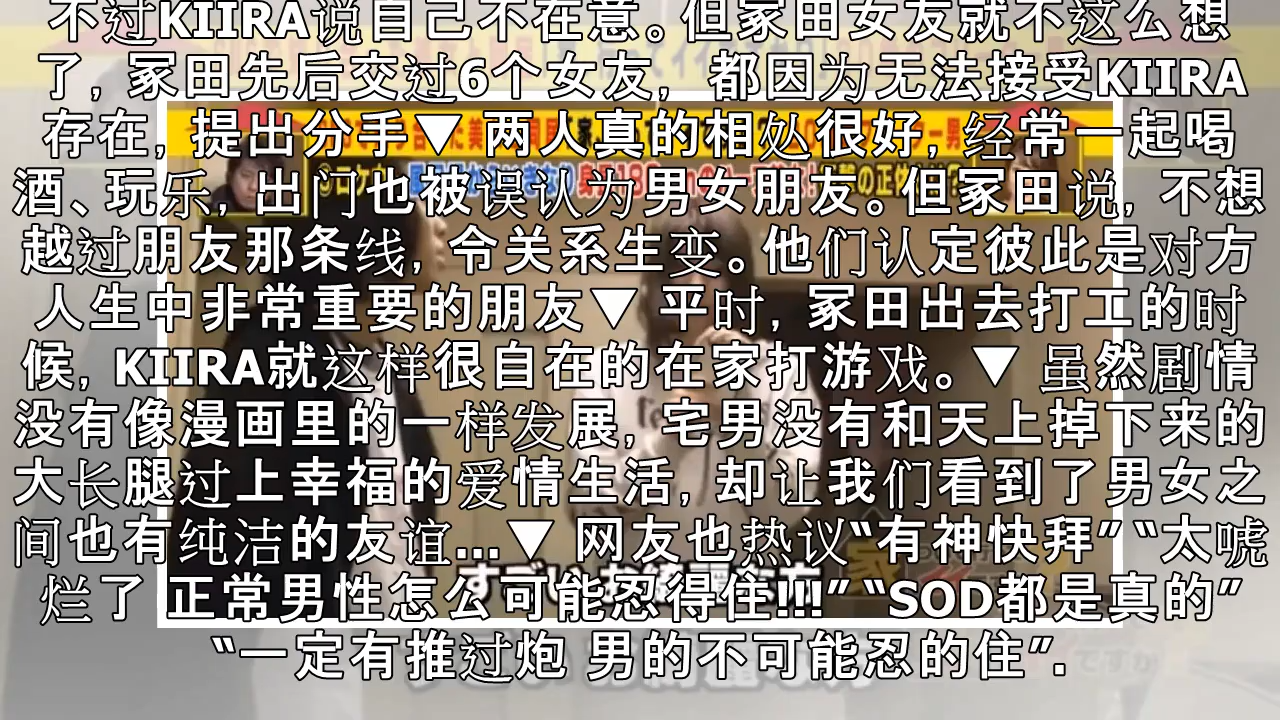 不过KIIRA说自己不在意。但冢田女友就不这么想
了, 冢田先后交过6个女友, 都因为无法接受KIIRA
存在, 提出分手▼ 两人真的相处很好, 经常一起喝
酒、玩乐, 出门也被误认为男女朋友。但冢田说, 不想
越过朋友那条线, 令关系生变。他们认定彼此是对方
人生中非常重要的朋友▼ 平时, 冢田出去打工的时
候, KIIRA就这样很自在的在家打游戏。▼ 虽然剧情
没有像漫画里的一样发展, 宅男没有和天上掉下来的
大长腿过上幸福的爱情生活, 却让我们看到了男女之
间也有纯洁的友谊...▼ 网友也热议“有神快拜” “太唬
烂了 正常男性怎么可能忍得住!!!” “SOD都是真的”
“一定有推过炮 男的不可能忍的住”.